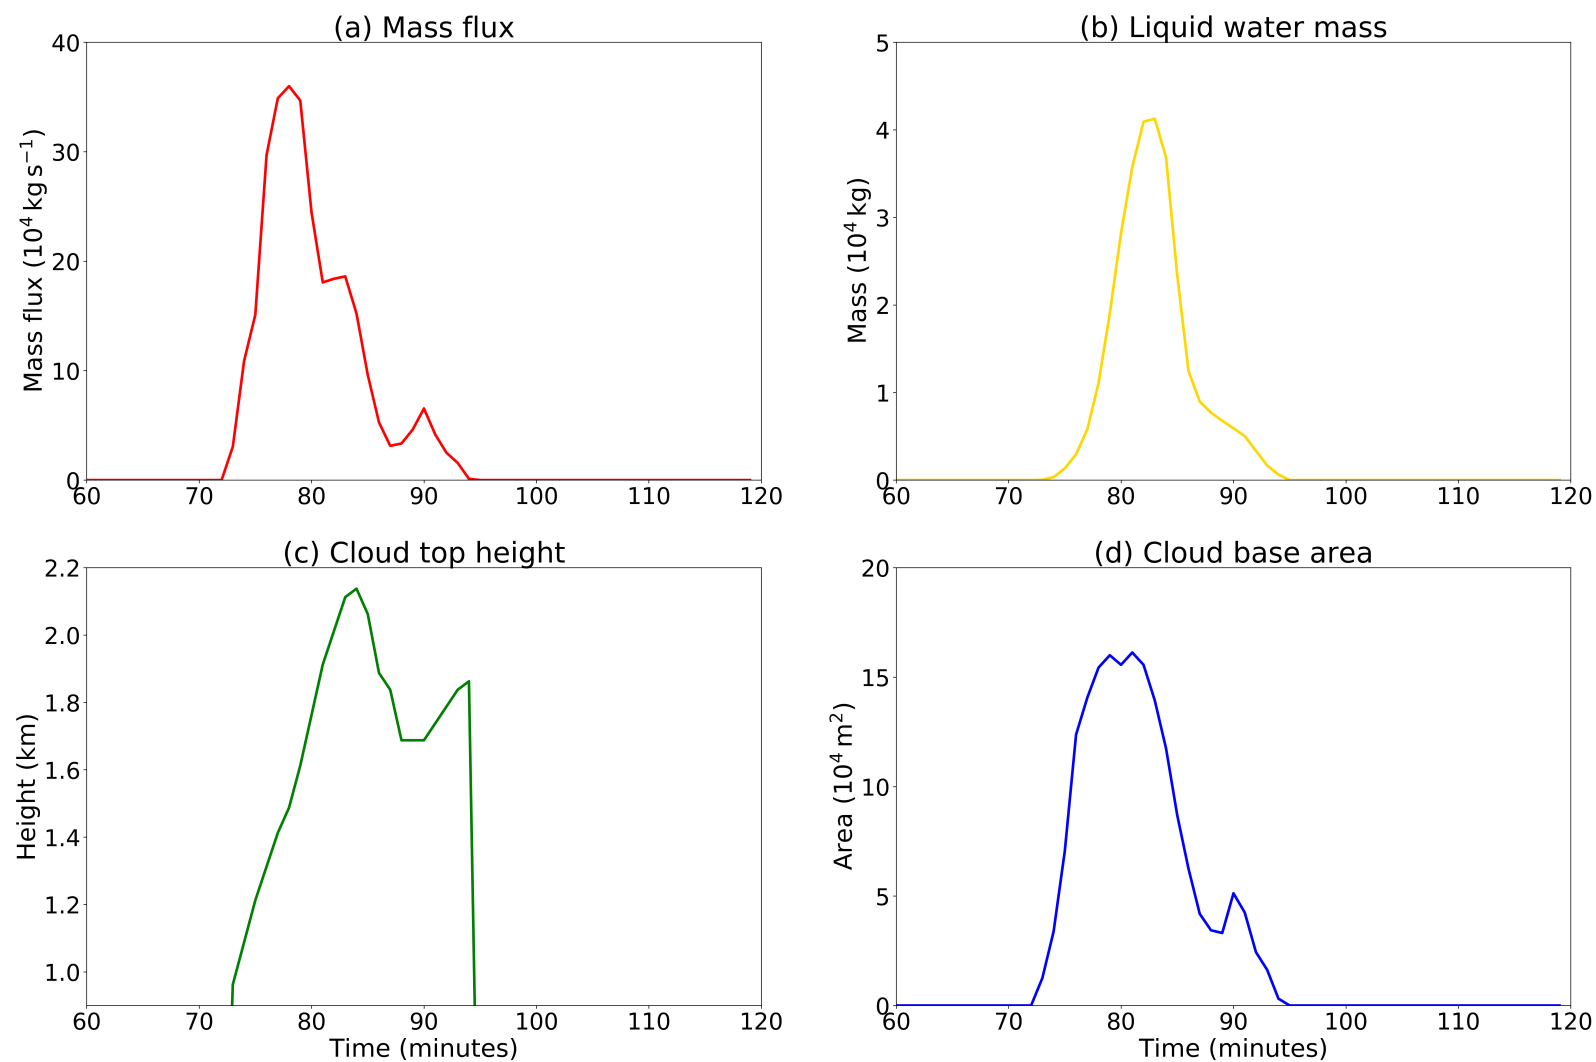 (a) Mass flux
40
30
20
10
0
60 70 80 90 100 110 120
Mass flux (10⁴ kg s⁻¹)
(b) Liquid water mass
5
4
3
2
1
0
60 70 80 90 100 110 120
Mass (10⁴ kg)
(c) Cloud top height
2.2
2.0
1.8
1.6
1.4
1.2
1.0
60 70 80 90 100 110 120
Height (km)
Time (minutes)
(d) Cloud base area
20
15
10
5
0
60 70 80 90 100 110 120
Area (10⁴ m²)
Time (minutes)